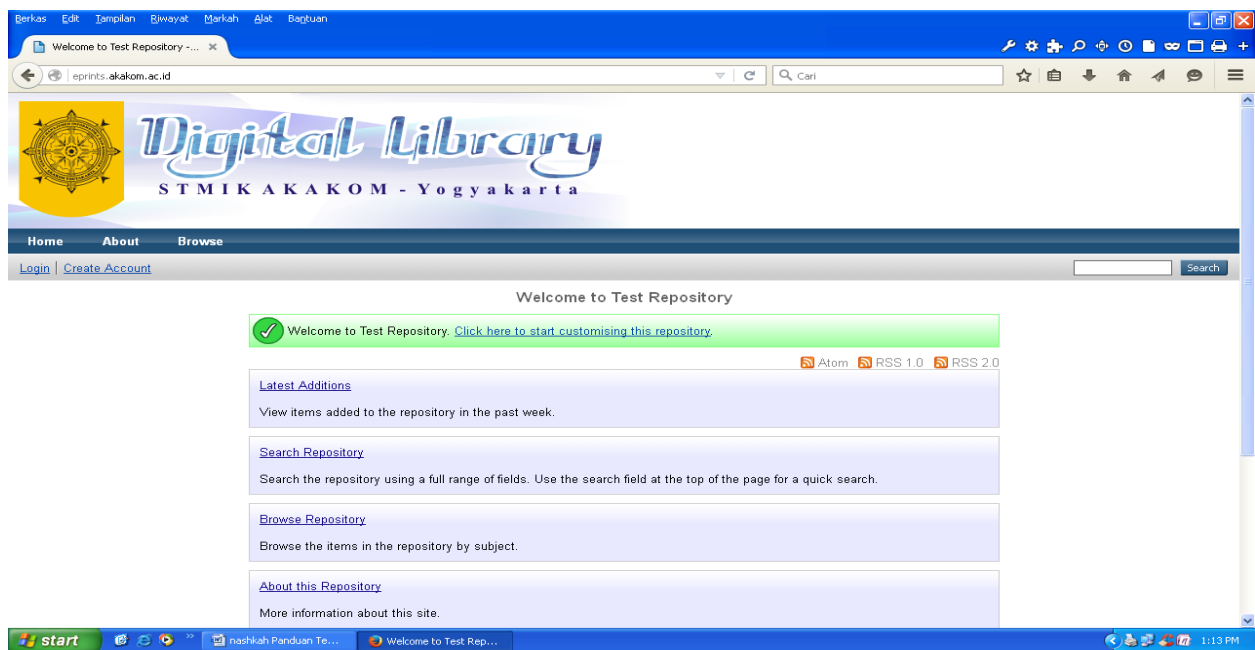 Berkas Edit Tampilan Riwayat Markah Alat Bantuan
Welcome to Test Repository -...
eprints.akakom.ac.id
Cari
Digital Library
STMIK AKAKOM - Yogyakarta
Home About Browse
Login Create Account
Search
Welcome to Test Repository
Welcome to Test Repository. Click here to start customising this repository.
Atom RSS 1.0 RSS 2.0
Latest Additions
View items added to the repository in the past week.
Search Repository
Search the repository using a full range of fields. Use the search field at the top of the page for a quick search.
Browse Repository
Browse the items in the repository by subject.
About this Repository
More information about this site.
start nashkah Panduan Te... Welcome to Test Rep... 1:13 PM